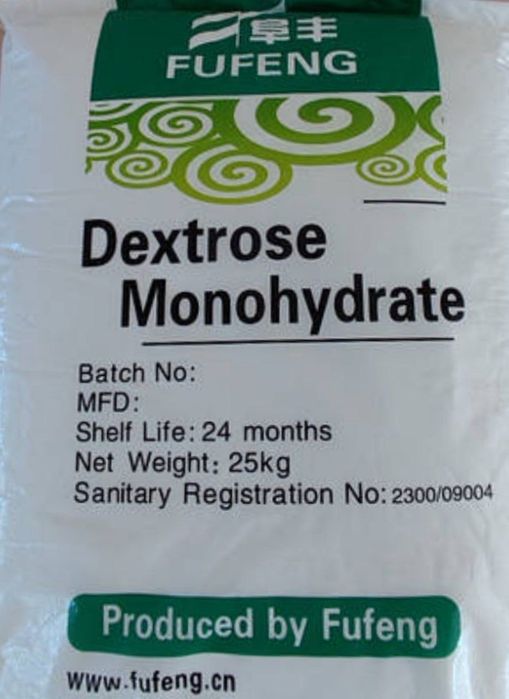 阜丰
FUFENG
Dextrose
Monohydrate
Batch No:
MFD:
Shelf Life: 24 months
Net Weight: 25kg
Sanitary Registration No: 2300/09004
Produced by Fufeng
www.fufeng.cn